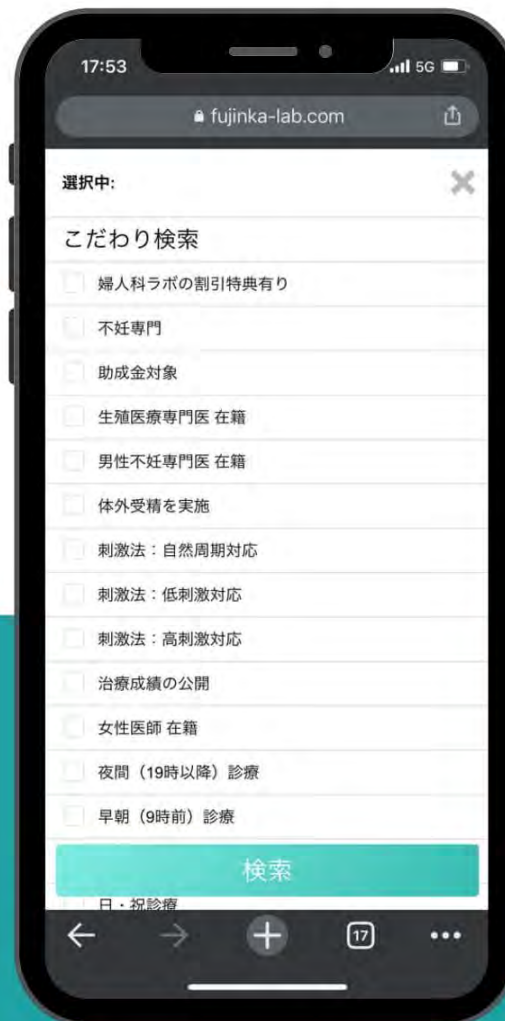 17:53
5G
fujinka-lab.com
選択中:
こだわり検索
婦人科ラボの割引特典有り
不妊専門
助成金対象
生殖医療専門医 在籍
男性不妊専門医 在籍
体外受精を実施
刺激法：自然周期対応
刺激法：低刺激対応
刺激法：高刺激対応
治療成績の公開
女性医師 在籍
夜間（19時以降）診療
早朝（9時前）診療
検索
日・祝診療
17